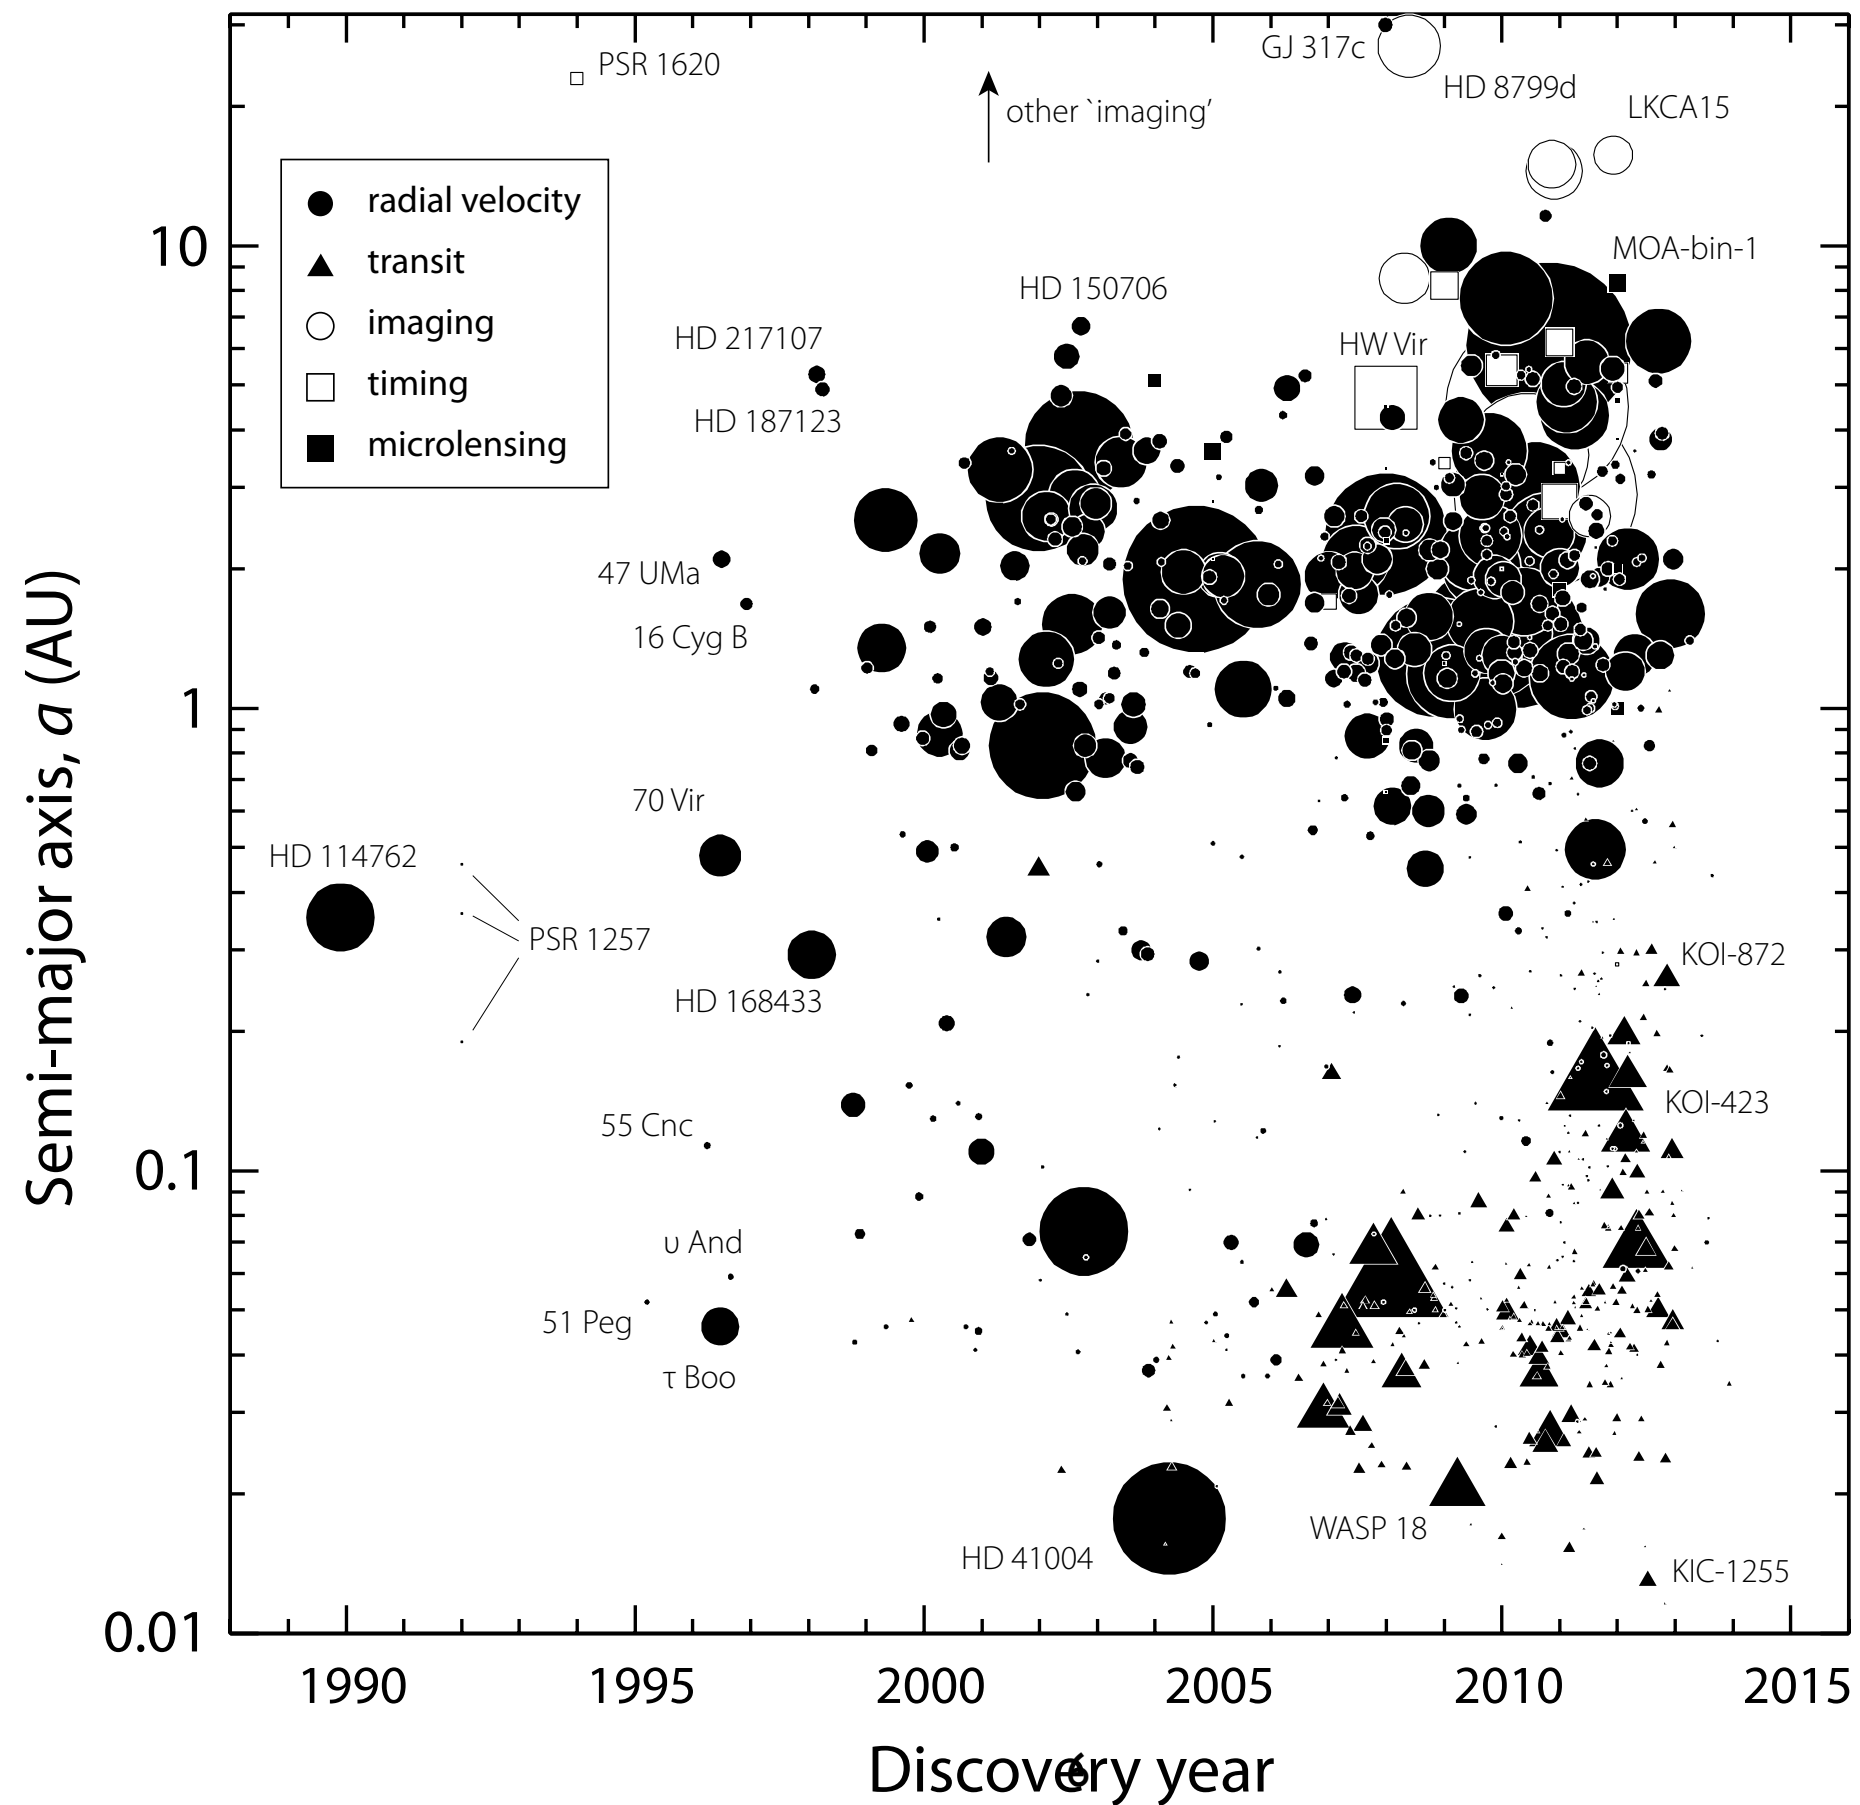 PSR 1620
GJ 317c
HD 8799d
other `imaging’
LKCA15
radial velocity
transit
imaging
timing
microlensing
10
MOA-bin-1
HD 150706
HD 217107
HW Vir
HD 187123
47 UMa
16 Cyg B
1
70 Vir
HD 114762
PSR 1257
KOI-872
HD 168433
55 Cnc
KOI-423
0.1
υ And
51 Peg
τ Boo
WASP 18
HD 41004
KIC-1255
0.01
1990 1995 2000 2005 2010 2015
Semi-major axis, a (AU)
Discovery year